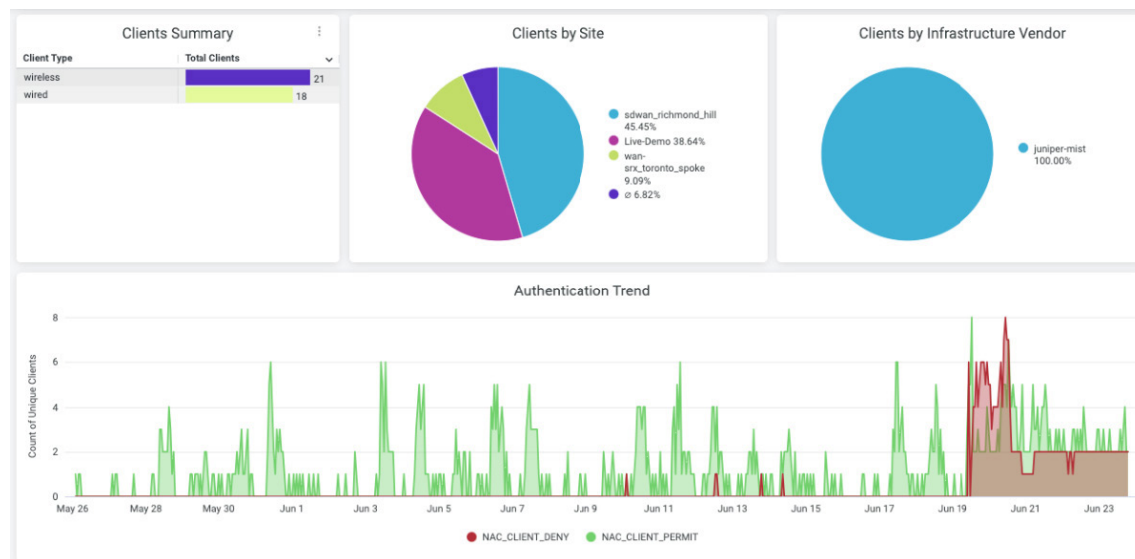 Clients Summary
Client Type Total Clients
wireless 21
wired 18
Clients by Site
sdwan_richmond_hill
45.45%
Live-Demo 38.64%
wan-
srx_toronto_spoke
9.09%
∅ 6.82%
Clients by Infrastructure Vendor
juniper-mist
100.00%
Authentication Trend
Count of Unique Clients
8
6
4
2
0
May 26 May 28 May 30 Jun 1 Jun 3 Jun 5 Jun 7 Jun 9 Jun 11 Jun 13 Jun 15 Jun 17 Jun 19 Jun 21 Jun 23
NAC_CLIENT_DENY NAC_CLIENT_PERMIT